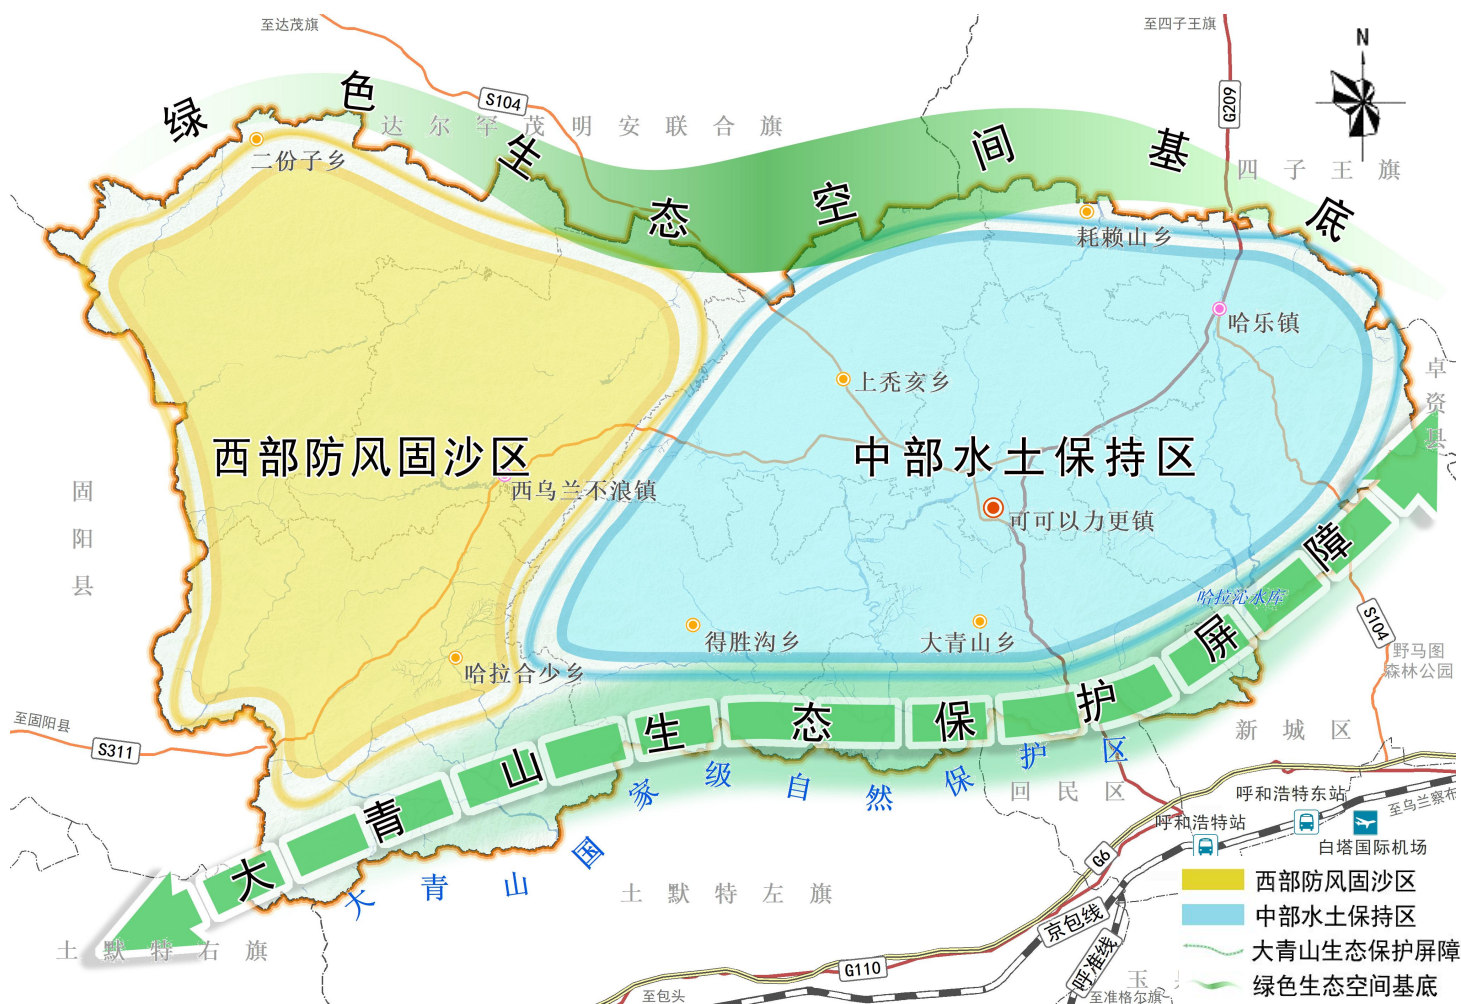 至达茂旗
至四子王旗
N
绿色生态空间基底
S104
G209
达尔罕茂明安联合旗
四子王旗
二份子乡
耗赖山乡
哈乐镇
上秃亥乡
卓资县
西部防风固沙区
中部水土保持区
西乌兰不浪镇
可可以力更镇
固阳县
哈拉沁水库
得胜沟乡
大青山乡
哈拉合少乡
S104
野马图
森林公园
大青山生态保护屏障
至固阳县
S311
新城区
大青山国家级自然保护区
回民区
呼和浩特东站
至乌兰察布
呼和浩特站
白塔国际机场
G6
土默特左旗
土默特右旗
京包线
呼准线
G110
玉
至包头
至准格尔旗
西部防风固沙区
中部水土保持区
大青山生态保护屏障
绿色生态空间基底